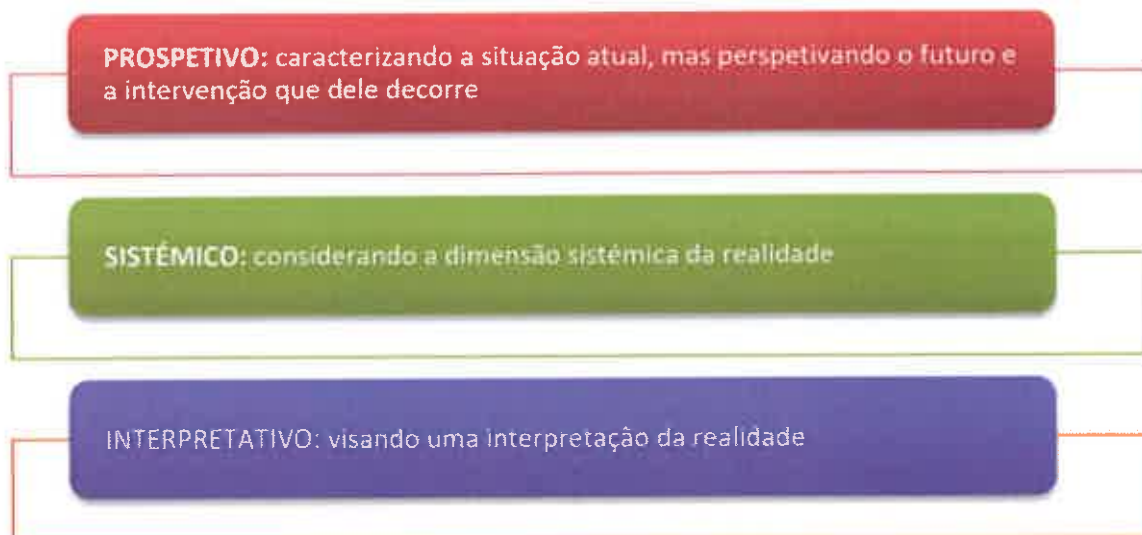 PROSPETIVO: caracterizando a situação atual, mas perspetivando o futuro e
a intervenção que dele decorre
SISTÉMICO: considerando a dimensão sistémica da realidade
INTERPRETATIVO: visando uma interpretação da realidade